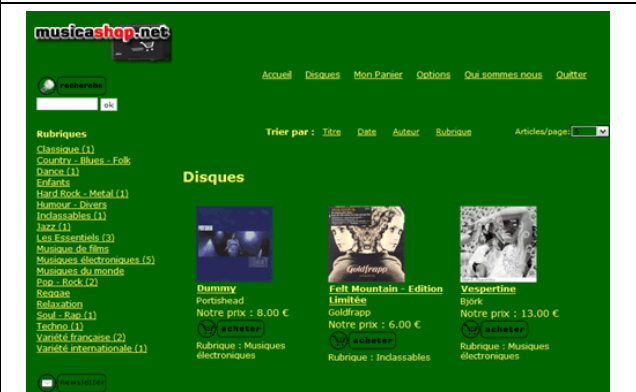 musicashop.net
Accueil Disques Mon Panier Options Qui sommes nous Quitter
recherche
ok
Rubriques
Trier par : Titre Date Auteur Rubrique Articles/page:
Classique (1)
Country - Blues - Folk
Dance (1)
Enfants
Hard Rock - Metal (1)
Humour - Divers
Inclassables (1)
Jazz (1)
Les Essentiels (3)
Musique de films
Musiques électroniques (5)
Musiques du monde
Pop - Rock (2)
Reggae
Relaxation
Soul - Rap (1)
Techno (1)
Variété française (2)
Variété internationale (1)
newsletter
Disques
Dummy
Portishead
Notre prix : 8.00 €
acheter
Rubrique : Musiques
électroniques
Goldfrapp
Felt Mountain - Edition
Limitée
Goldfrapp
Notre prix : 6.00 €
acheter
Rubrique : Inclassables
Vespertine
Björk
Notre prix : 13.00 €
acheter
Rubrique : Musiques
électroniques